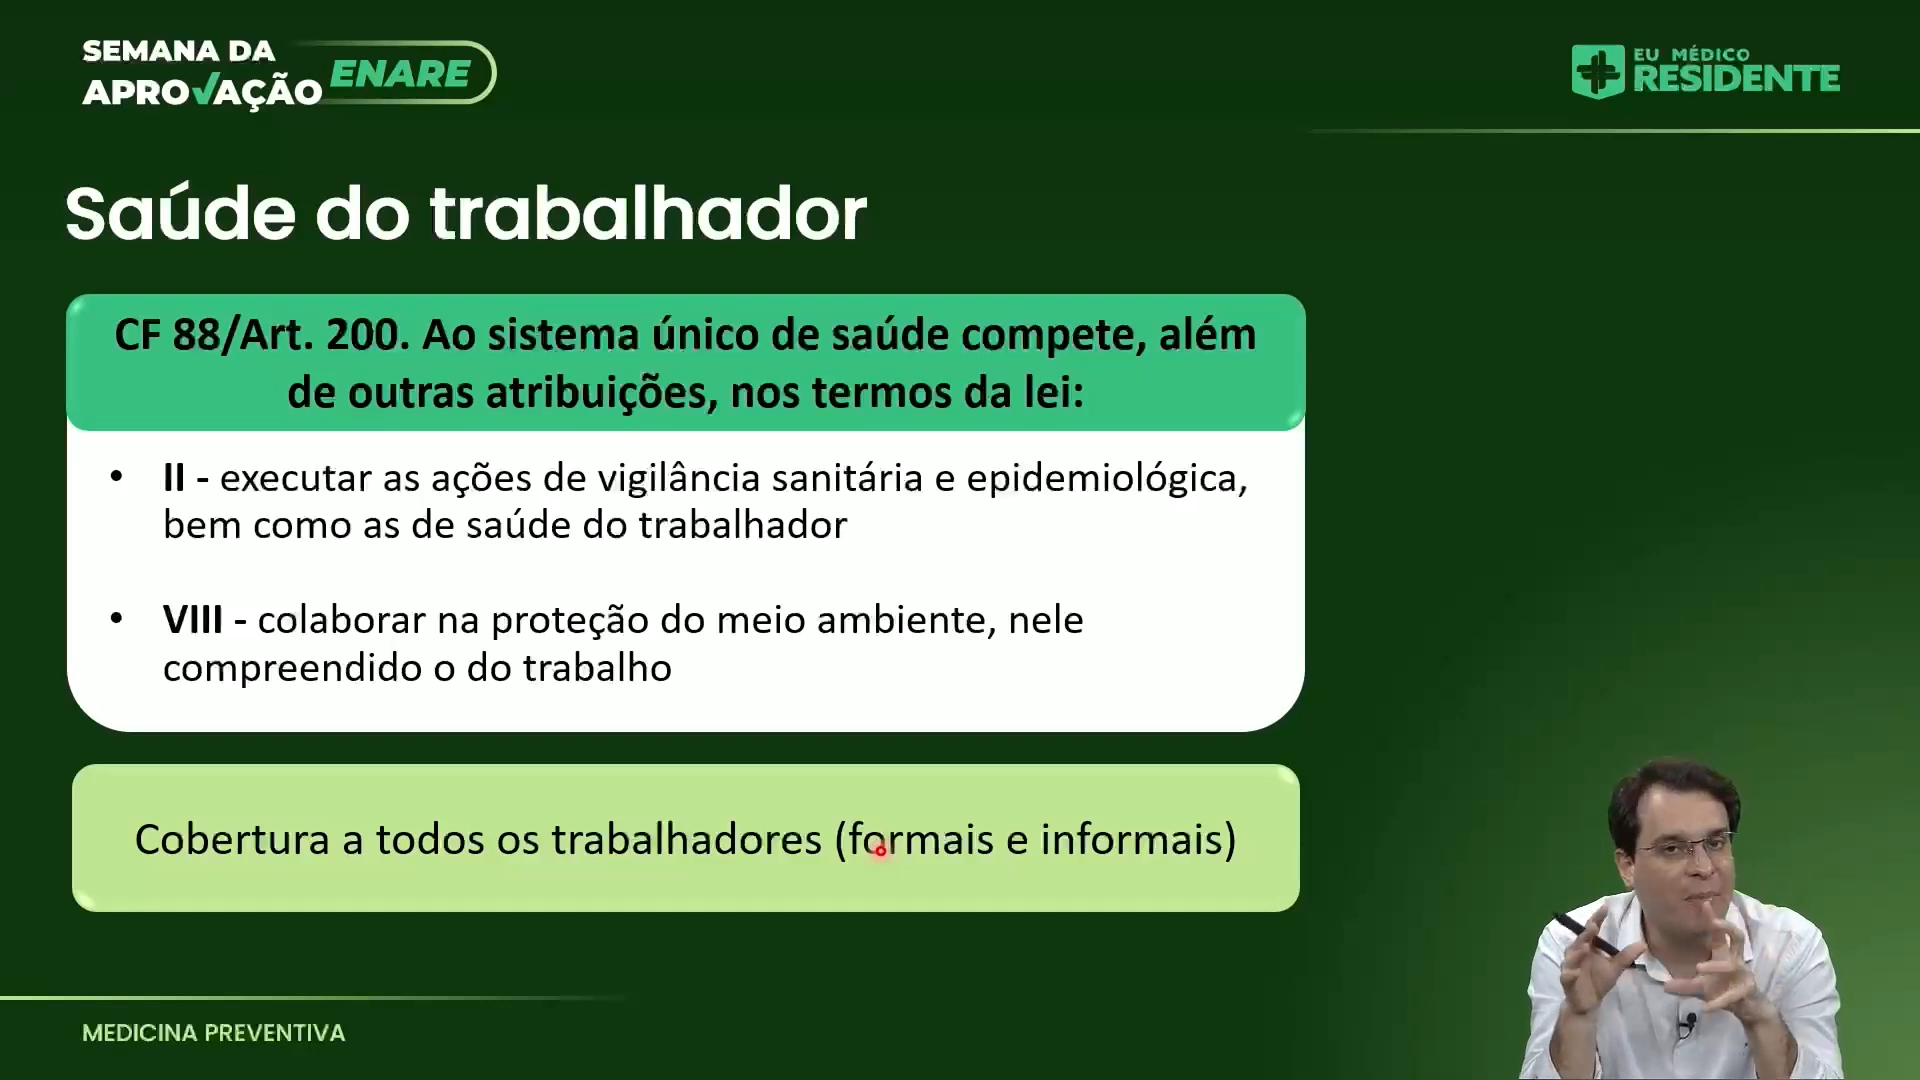 SEMANA DA
APROVAÇÃO ENARE
EU MÉDICO
RESIDENTE
Saúde do trabalhador
CF 88/Art. 200. Ao sistema único de saúde compete, além
de outras atribuições, nos termos da lei:
• II - executar as ações de vigilância sanitária e epidemiológica,
bem como as de saúde do trabalhador
• VIII - colaborar na proteção do meio ambiente, nele
compreendido o do trabalho
Cobertura a todos os trabalhadores (formais e informais)
MEDICINA PREVENTIVA